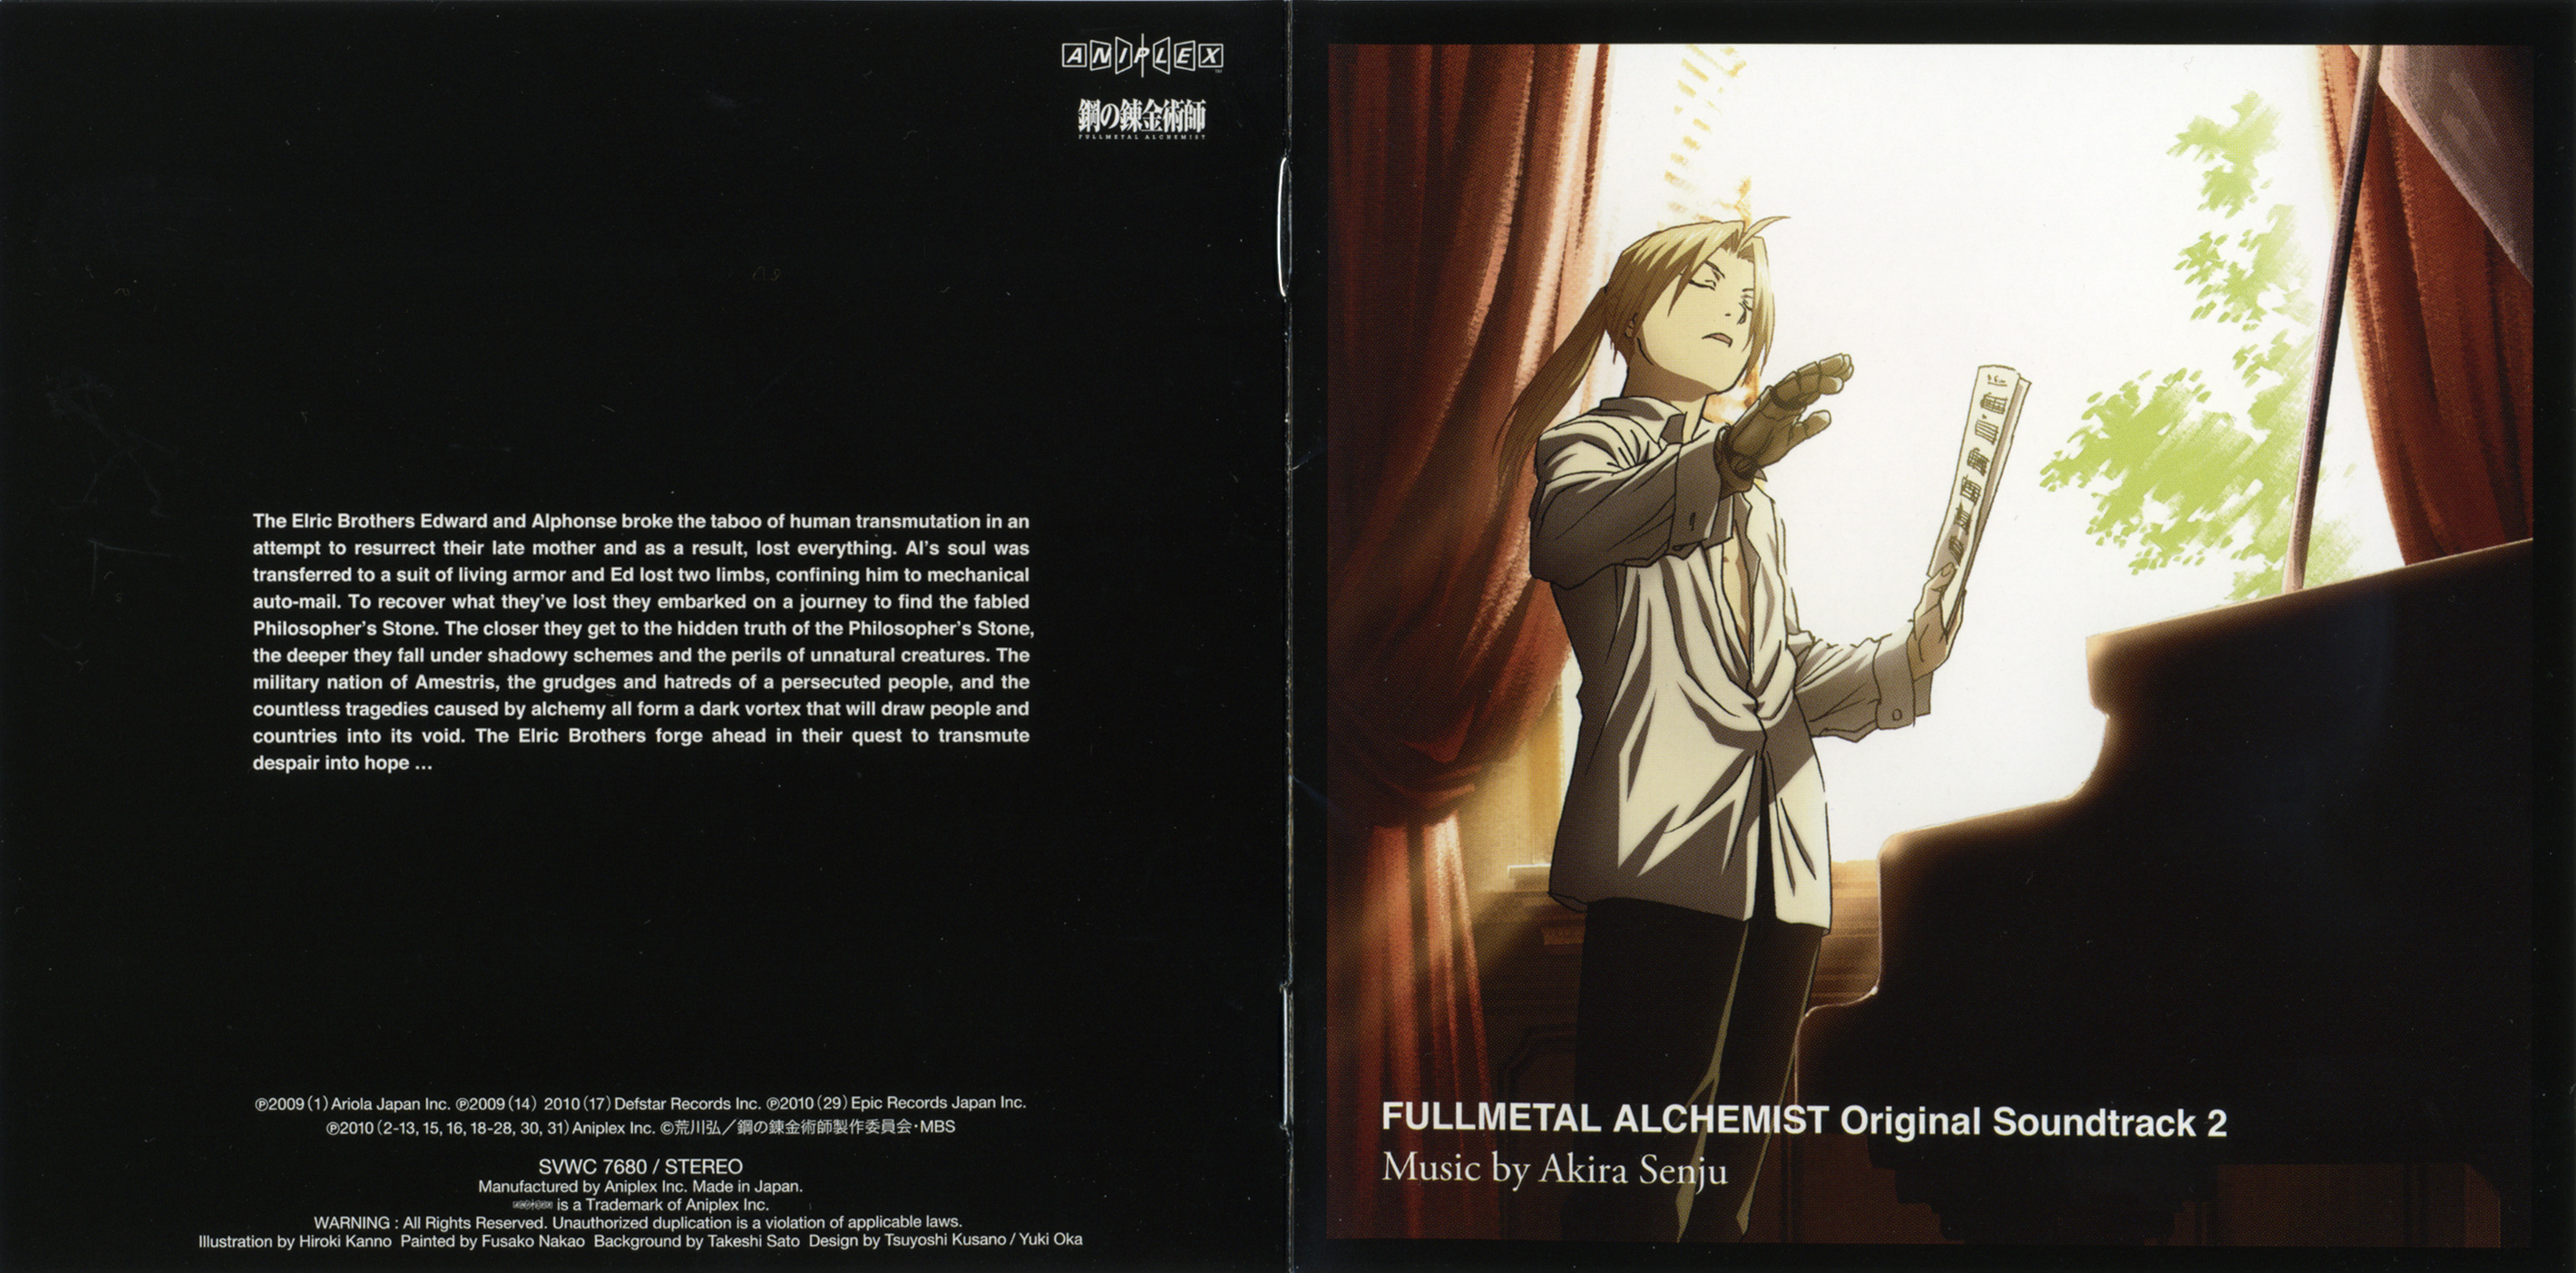 ANIPLEX
鋼の錬金術師
FULLMETAL ALCHEMIST
The Elric Brothers Edward and Alphonse broke the taboo of human transmutation in an
attempt to resurrect their late mother and as a result, lost everything. Al's soul was
transferred to a suit of living armor and Ed lost two limbs, confining him to mechanical
auto-mail. To recover what they've lost they embarked on a journey to find the fabled
Philosopher's Stone. The closer they get to the hidden truth of the Philosopher's Stone,
the deeper they fall under shadowy schemes and the perils of unnatural creatures. The
military nation of Amestris, the grudges and hatreds of a persecuted people, and the
countless tragedies caused by alchemy all form a dark vortex that will draw people and
countries into its void. The Elric Brothers forge ahead in their quest to transmute
despair into hope ...
℗2009(1)Ariola Japan Inc. ℗2009(14) 2010(17)Defstar Records Inc. ℗2010(29)Epic Records Japan Inc.
℗2010(2-13, 15, 16, 18-28, 30, 31)Aniplex Inc. ©荒川弘／鋼の錬金術師製作委員会・MBS
SVWC 7680 / STEREO
Manufactured by Aniplex Inc. Made in Japan.
is a Trademark of Aniplex Inc.
WARNING : All Rights Reserved. Unauthorized duplication is a violation of applicable laws.
Illustration by Hiroki Kanno Painted by Fusako Nakao Background by Takeshi Sato Design by Tsuyoshi Kusano / Yuki Oka
FULLMETAL ALCHEMIST Original Soundtrack 2
Music by Akira Senju